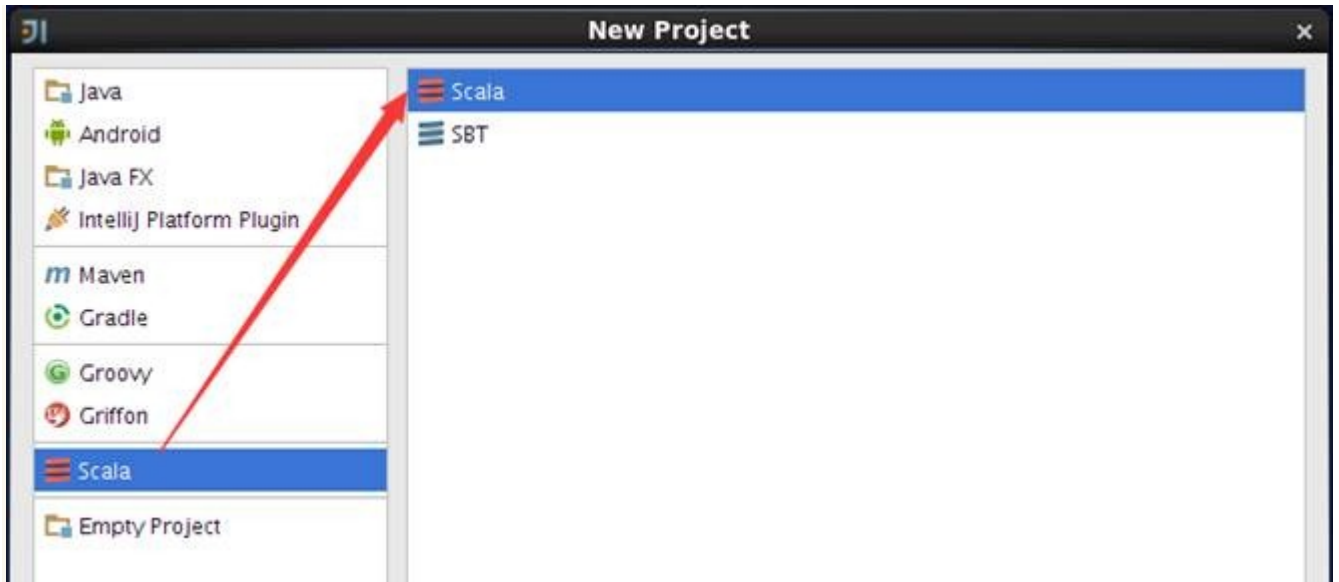 New Project
Java
Android
Java FX
IntelliJ Platform Plugin
Maven
Gradle
Groovy
Griffon
Scala
Empty Project
Scala
SBT